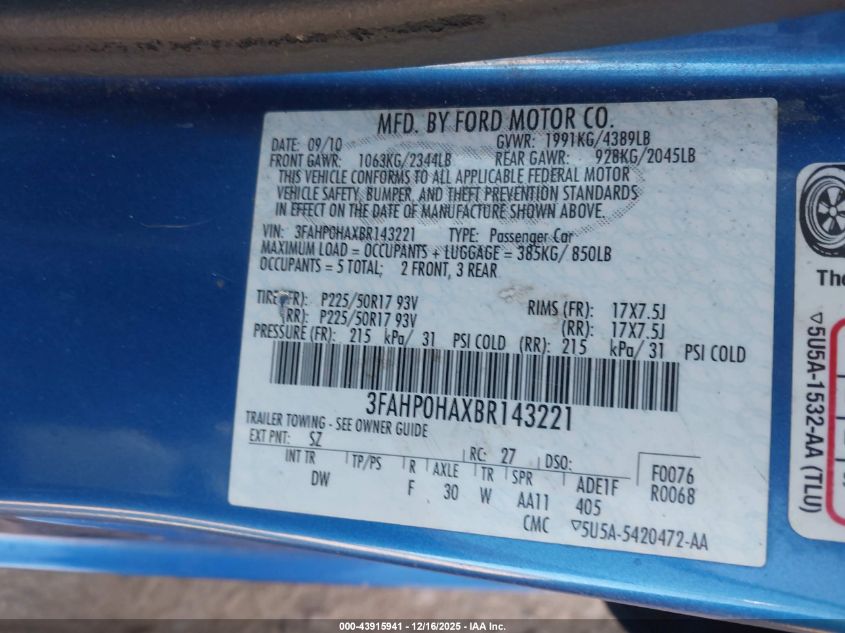 MFD. BY FORD MOTOR CO.
DATE: 09/10 GVWR: 1991KG/4389LB
FRONT GAWR: 1063KG/2344LB REAR GAWR: 928KG/2045LB
THIS VEHICLE CONFORMS TO ALL APPLICABLE FEDERAL MOTOR
VEHICLE SAFETY, BUMPER, AND THEFT PREVENTION STANDARDS
IN EFFECT ON THE DATE OF MANUFACTURE SHOWN ABOVE.
VIN: 3FAHP0HAXBR143221 TYPE: Passenger Car
MAXIMUM LOAD = OCCUPANTS + LUGGAGE = 385KG/ 850LB
OCCUPANTS = 5 TOTAL; 2 FRONT, 3 REAR
TIRE(FR): P225/50R17 93V RIMS (FR): 17X7.5J
(RR): P225/50R17 93V (RR): 17X7.5J
PRESSURE (FR): 215 kPa/ 31 PSI COLD (RR): 215 kPa/ 31 PSI COLD
3FAHP0HAXBR143221
TRAILER TOWING - SEE OWNER GUIDE
EXT PNT: SZ RC: 27 DSO: F0076
INT TR TP/PS R AXLE TR SPR ADE1F R0068
DW F 30 W AA11 405
CMC ▽5U5A-5420472-AA
The
▽5U5A-1532-AA (TLU)
000-43915941 - 12/16/2025 - IAA Inc.